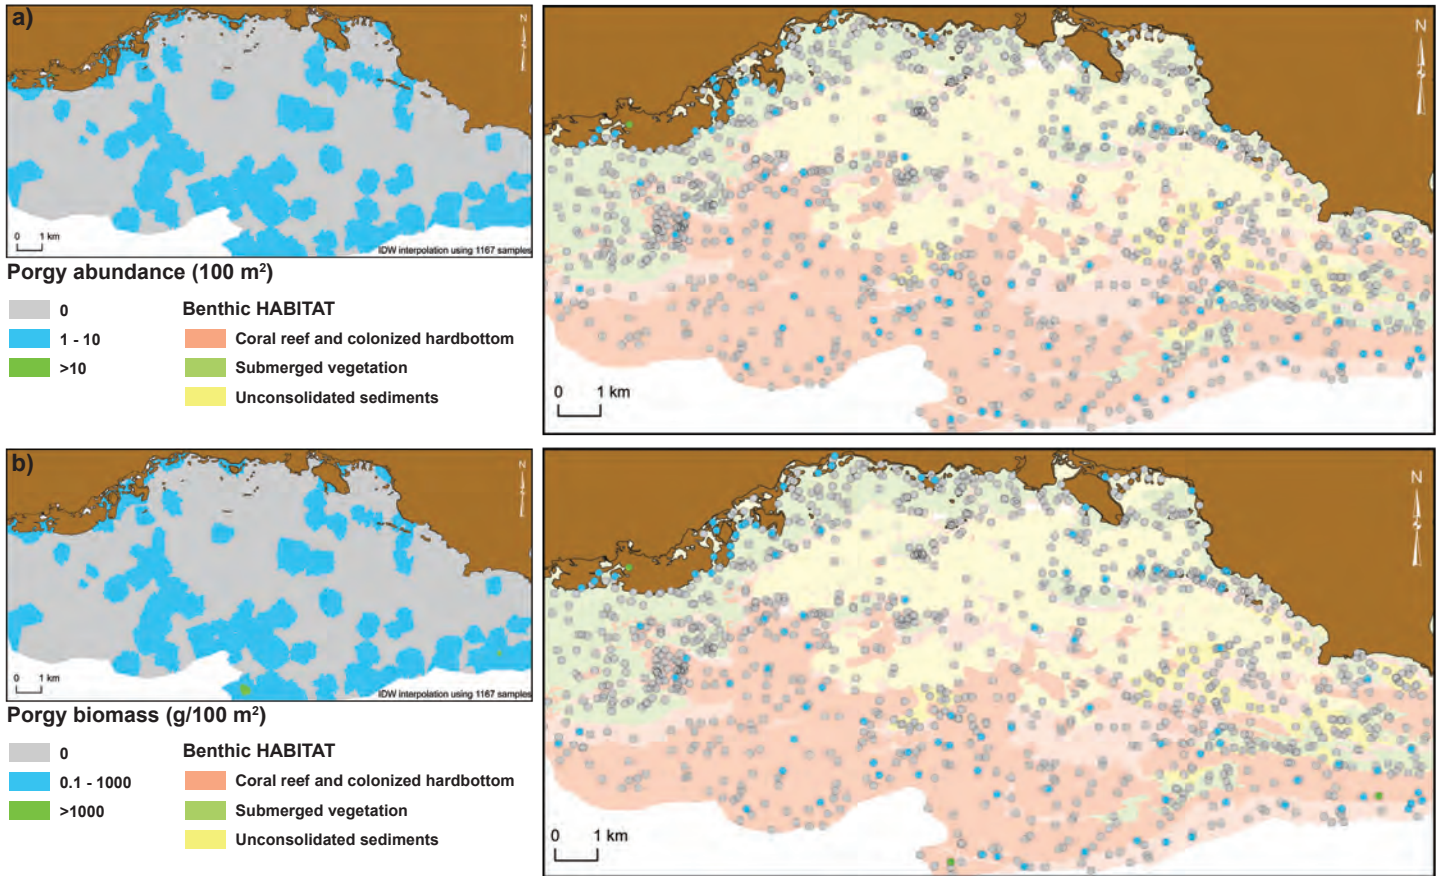 a)
N
0 1 km
IDW interpolation using 1167 samples
Porgy abundance (100 m²)
0
1 - 10
>10
Benthic HABITAT
Coral reef and colonized hardbottom
Submerged vegetation
Unconsolidated sediments
N
0 1 km
b)
N
0 1 km
IDW interpolation using 1167 samples
Porgy biomass (g/100 m²)
0
0.1 - 1000
>1000
Benthic HABITAT
Coral reef and colonized hardbottom
Submerged vegetation
Unconsolidated sediments
N
0 1 km